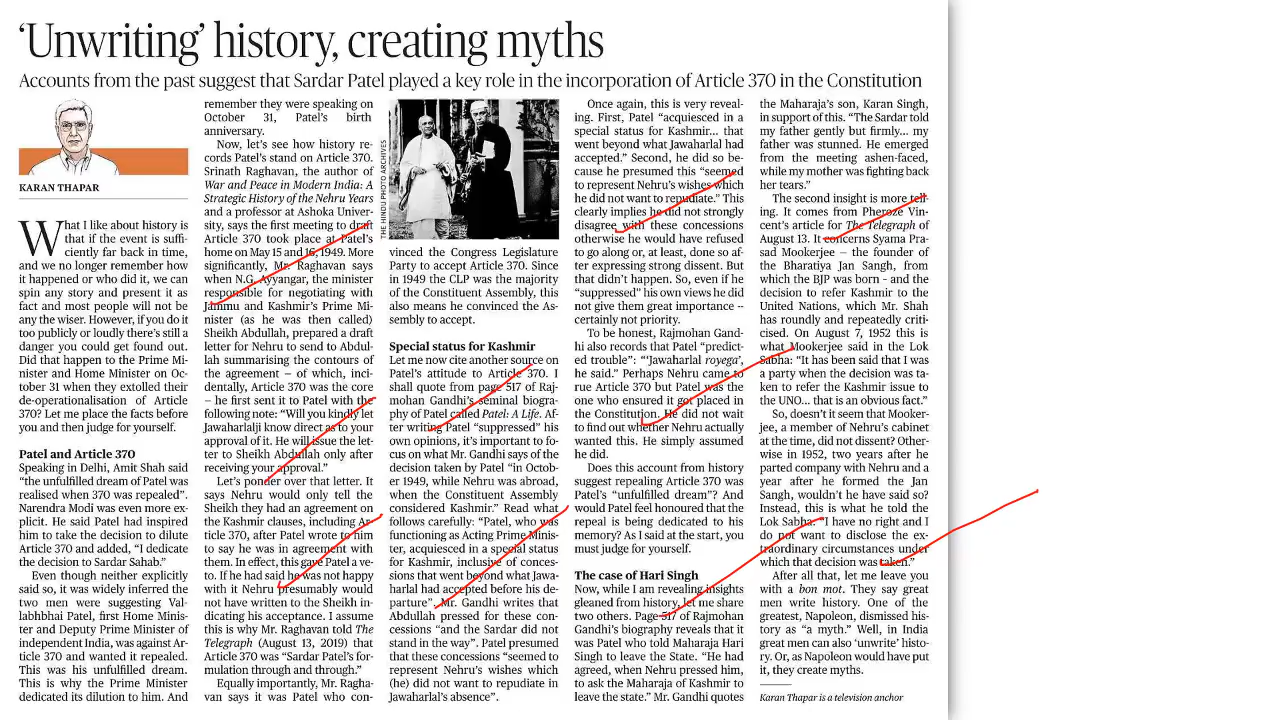 ‘Unwriting’ history, creating myths
Accounts from the past suggest that Sardar Patel played a key role in the incorporation of Article 370 in the Constitution
KARAN THAPAR
What I like about history is
that if the event is suffi-
ciently far back in time,
and we no longer remember how
it happened or who did it, we can
spin any story and present it as
fact and most people will not be
any the wiser. However, if you do it
too publicly or loudly there’s still a
danger you could get found out.
Did that happen to the Prime Mi-
nister and Home Minister on Oc-
tober 31 when they extolled their
de-operationalisation of Article
370? Let me place the facts before
you and then judge for yourself.
Patel and Article 370
Speaking in Delhi, Amit Shah said
“the unfulfilled dream of Patel was
realised when 370 was repealed”.
Narendra Modi was even more ex-
plicit. He said Patel had inspired
him to take the decision to dilute
Article 370 and added, “I dedicate
the decision to Sardar Sahab.”
Even though neither explicitly
said so, it was widely inferred the
two men were suggesting Val-
labhbhai Patel, first Home Minis-
ter and Deputy Prime Minister of
independent India, was against Ar-
ticle 370 and wanted it repealed.
This was his unfulfilled dream.
This is why the Prime Minister
dedicated its dilution to him. And
remember they were speaking on
October 31, Patel’s birth
anniversary.
Now, let’s see how history re-
cords Patel’s stand on Article 370.
Srinath Raghavan, the author of
War and Peace in Modern India: A
Strategic History of the Nehru Years
and a professor at Ashoka Univer-
sity, says the first meeting to draft
Article 370 took place at Patel’s
home on May 15 and 16, 1949. More
significantly, Mr. Raghavan says
when N.G. Ayyangar, the minister
responsible for negotiating with
Jammu and Kashmir’s Prime Mi-
nister (as he was then called)
Sheikh Abdullah, prepared a draft
letter for Nehru to send to Abdul-
lah summarising the contours of
the agreement – of which, inci-
dentally, Article 370 was the core
– he first sent it to Patel with the
following note: “Will you kindly let
Jawaharlalji know direct as to your
approval of it. He will issue the let-
ter to Sheikh Abdullah only after
receiving your approval.”
Let’s ponder over that letter. It
says Nehru would only tell the
Sheikh they had an agreement on
the Kashmir clauses, including Ar-
ticle 370, after Patel wrote to him
to say he was in agreement with
them. In effect, this gave Patel a ve-
to. If he had said he was not happy
with it Nehru presumably would
not have written to the Sheikh in-
dicating his acceptance. I assume
this is why Mr. Raghavan told The
Telegraph (August 13, 2019) that
Article 370 was “Sardar Patel’s for-
mulation through and through.”
Equally importantly, Mr. Ragha-
van says it was Patel who con-
THE HINDU PHOTO ARCHIVES
vinced the Congress Legislature
Party to accept Article 370. Since
in 1949 the CLP was the majority
of the Constituent Assembly, this
also means he convinced the As-
sembly to accept.
Special status for Kashmir
Let me now cite another source on
Patel’s attitude to Article 370. I
shall quote from page 517 of Raj-
mohan Gandhi’s seminal biogra-
phy of Patel called Patel: A Life. Af-
ter writing Patel “suppressed” his
own opinions, it’s important to fo-
cus on what Mr. Gandhi says of the
decision taken by Patel “in Octob-
er 1949, while Nehru was abroad,
when the Constituent Assembly
considered Kashmir.” Read what
follows carefully: “Patel, who was
functioning as Acting Prime Minis-
ter, acquiesced in a special status
for Kashmir, inclusive of conces-
sions that went beyond what Jawa-
harlal had accepted before his de-
parture”. Mr. Gandhi writes that
Abdullah pressed for these con-
cessions “and the Sardar did not
stand in the way”. Patel presumed
that these concessions “seemed to
represent Nehru’s wishes which
(he) did not want to repudiate in
Jawaharlal’s absence”.
Once again, this is very reveal-
ing. First, Patel “acquiesced in a
special status for Kashmir... that
went beyond what Jawaharlal had
accepted.” Second, he did so be-
cause he presumed this “seemed
to represent Nehru’s wishes which
he did not want to repudiate.” This
clearly implies he did not strongly
disagree with these concessions
otherwise he would have refused
to go along or, at least, done so af-
ter expressing strong dissent. But
that didn’t happen. So, even if he
“suppressed” his own views he did
not give them great importance –
certainly not priority.
To be honest, Rajmohan Gand-
hi also records that Patel “predict-
ed trouble”: “‘Jawaharlal royega’,
he said.” Perhaps Nehru came to
rue Article 370 but Patel was the
one who ensured it got placed in
the Constitution. He did not wait
to find out whether Nehru actually
wanted this. He simply assumed
he did.
Does this account from history
suggest repealing Article 370 was
Patel’s “unfulfilled dream”? And
would Patel feel honoured that the
repeal is being dedicated to his
memory? As I said at the start, you
must judge for yourself.
The case of Hari Singh
Now, while I am revealing insights
gleaned from history, let me share
two others. Page 517 of Rajmohan
Gandhi’s biography reveals that it
was Patel who told Maharaja Hari
Singh to leave the State. “He had
agreed, when Nehru pressed him,
to ask the Maharaja of Kashmir to
leave the state.” Mr. Gandhi quotes
the Maharaja’s son, Karan Singh,
in support of this. “The Sardar told
my father gently but firmly... my
father was stunned. He emerged
from the meeting ashen-faced,
while my mother was fighting back
her tears.”
The second insight is more tell-
ing. It comes from Pheroze Vin-
cent’s article for The Telegraph of
August 13. It concerns Syama Pra-
sad Mookerjee – the founder of
the Bharatiya Jan Sangh, from
which the BJP was born – and the
decision to refer Kashmir to the
United Nations, which Mr. Shah
has roundly and repeatedly criti-
cised. On August 7, 1952 this is
what Mookerjee said in the Lok
Sabha: “It has been said that I was
a party when the decision was ta-
ken to refer the Kashmir issue to
the UNO... that is an obvious fact.”
So, doesn’t it seem that Mooker-
jee, a member of Nehru’s cabinet
at the time, did not dissent? Other-
wise in 1952, two years after he
parted company with Nehru and a
year after he formed the Jan
Sangh, wouldn’t he have said so?
Instead, this is what he told the
Lok Sabha: “I have no right and I
do not want to disclose the ex-
traordinary circumstances under
which that decision was taken.”
After all, let me leave you
with a bon mot. They say great
men write history. One of the
greatest, Napoleon, dismissed his-
tory as “a myth.” Well, in India
great men can also ‘unwrite’ histo-
ry. Or, as Napoleon would have put
it, they create myths.
Karan Thapar is a television anchor